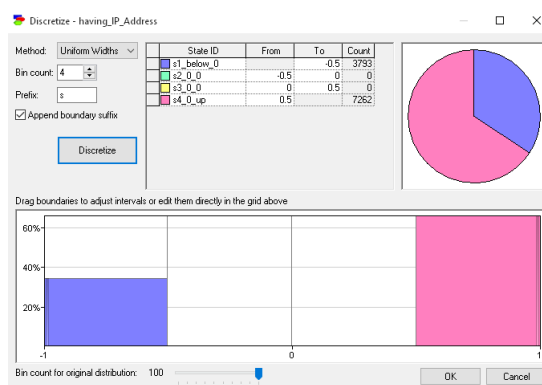 Discretize - having_IP_Address
Method: Uniform Widths
Bin count: 4
Prefix: s
Append boundary suffix
Discretize
State ID From To Count
s1_below_0 -0.5 3793
s2_0_0 -0.5 0 0
s3_0_0 0 0.5 0
s4_0_up 0.5 7262
Drag boundaries to adjust intervals or edit them directly in the grid above
60%
40%
20%
-1 0 1
Bin count for original distribution: 100
OK Cancel